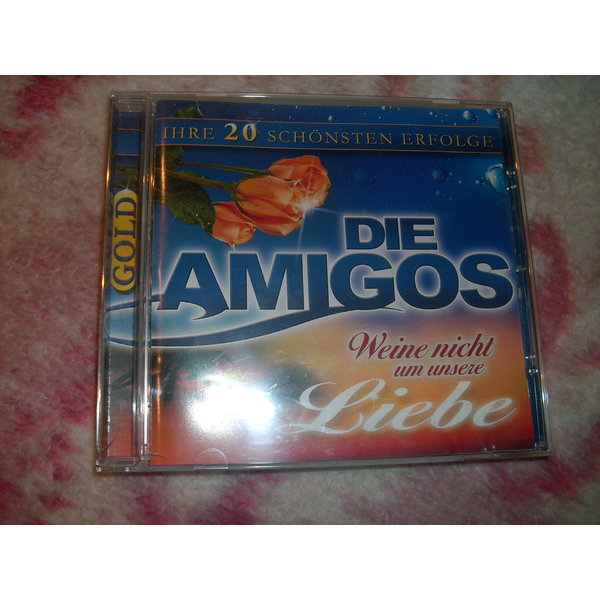 IHRE 20 SCHÖNSTEN ERFOLGE
GOLD
DIE
AMIGOS
Weine nicht
um unsere
Liebe